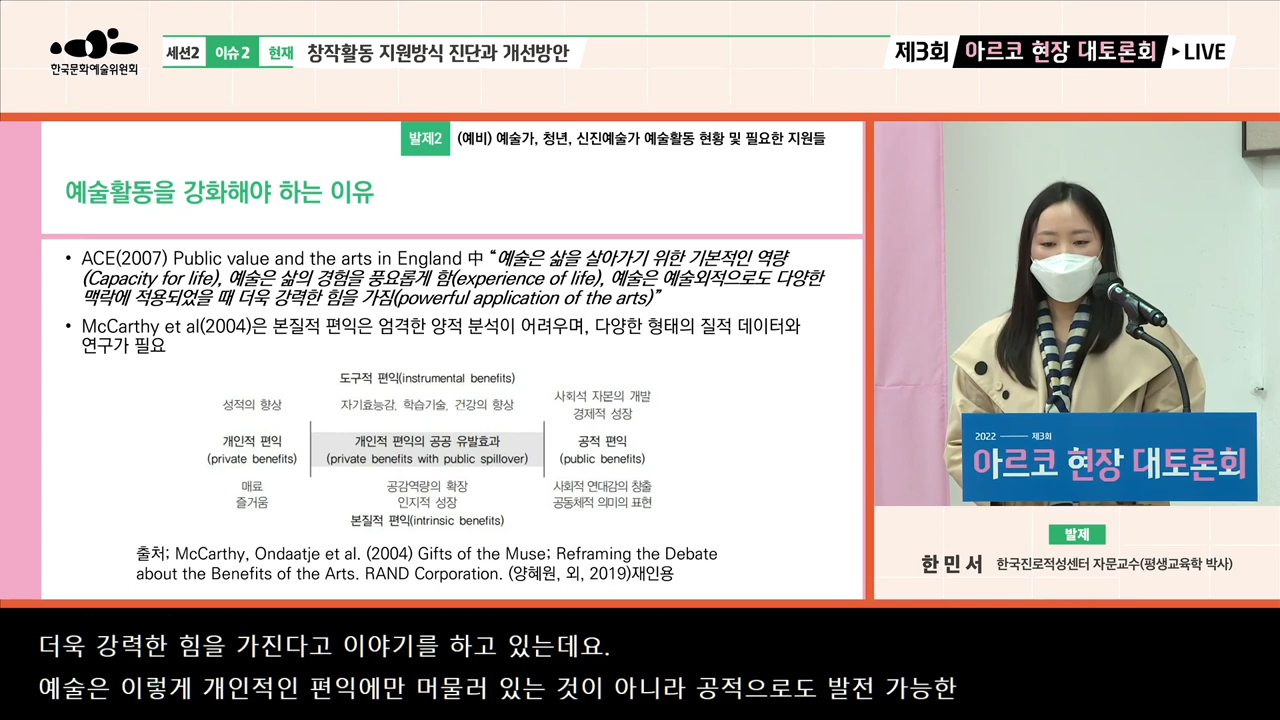 한국문화예술위원회
세션2 이슈 2 현재 창작활동 지원방식 진단과 개선방안
제3회 아르코 현장 대토론회 ▸LIVE
발제2 (예비) 예술가, 청년, 신진예술가 예술활동 현황 및 필요한 지원들
예술활동을 강화해야 하는 이유
• ACE(2007) Public value and the arts in England 中 “예술은 삶을 살아가기 위한 기본적인 역량
(Capacity for life), 예술은 삶의 경험을 풍요롭게 함(experience of life), 예술은 예술외적으로도 다양한
맥락에 적용되었을 때 더욱 강력한 힘을 가짐(powerful application of the arts)”
• McCarthy et al(2004)은 본질적 편익은 엄격한 양적 분석이 어려우며, 다양한 형태의 질적 데이터와
연구가 필요
도구적 편익(instrumental benefits)
성적의 향상 자기효능감, 학습기술, 건강의 향상 사회석 자본의 개발
경제적 성장
개인적 편익 개인적 편익의 공공 유발효과 공적 편익
(private benefits) (private benefits with public spillover) (public benefits)
매료 공감역량의 확장 사회적 연대감의 창출
즐거움 인지적 성장 공동체적 의미의 표현
본질적 편익(intrinsic benefits)
출처; McCarthy, Ondaatje et al. (2004) Gifts of the Muse; Reframing the Debate
about the Benefits of the Arts. RAND Corporation. (양혜원, 외, 2019)재인용
2022 제3회
아르코 현장 대토론회
발제
한민서 한국진로적성센터 자문교수(평생교육학 박사)
더욱 강력한 힘을 가진다고 이야기를 하고 있는데요.
예술은 이렇게 개인적인 편익에만 머물러 있는 것이 아니라 공적으로도 발전 가능한